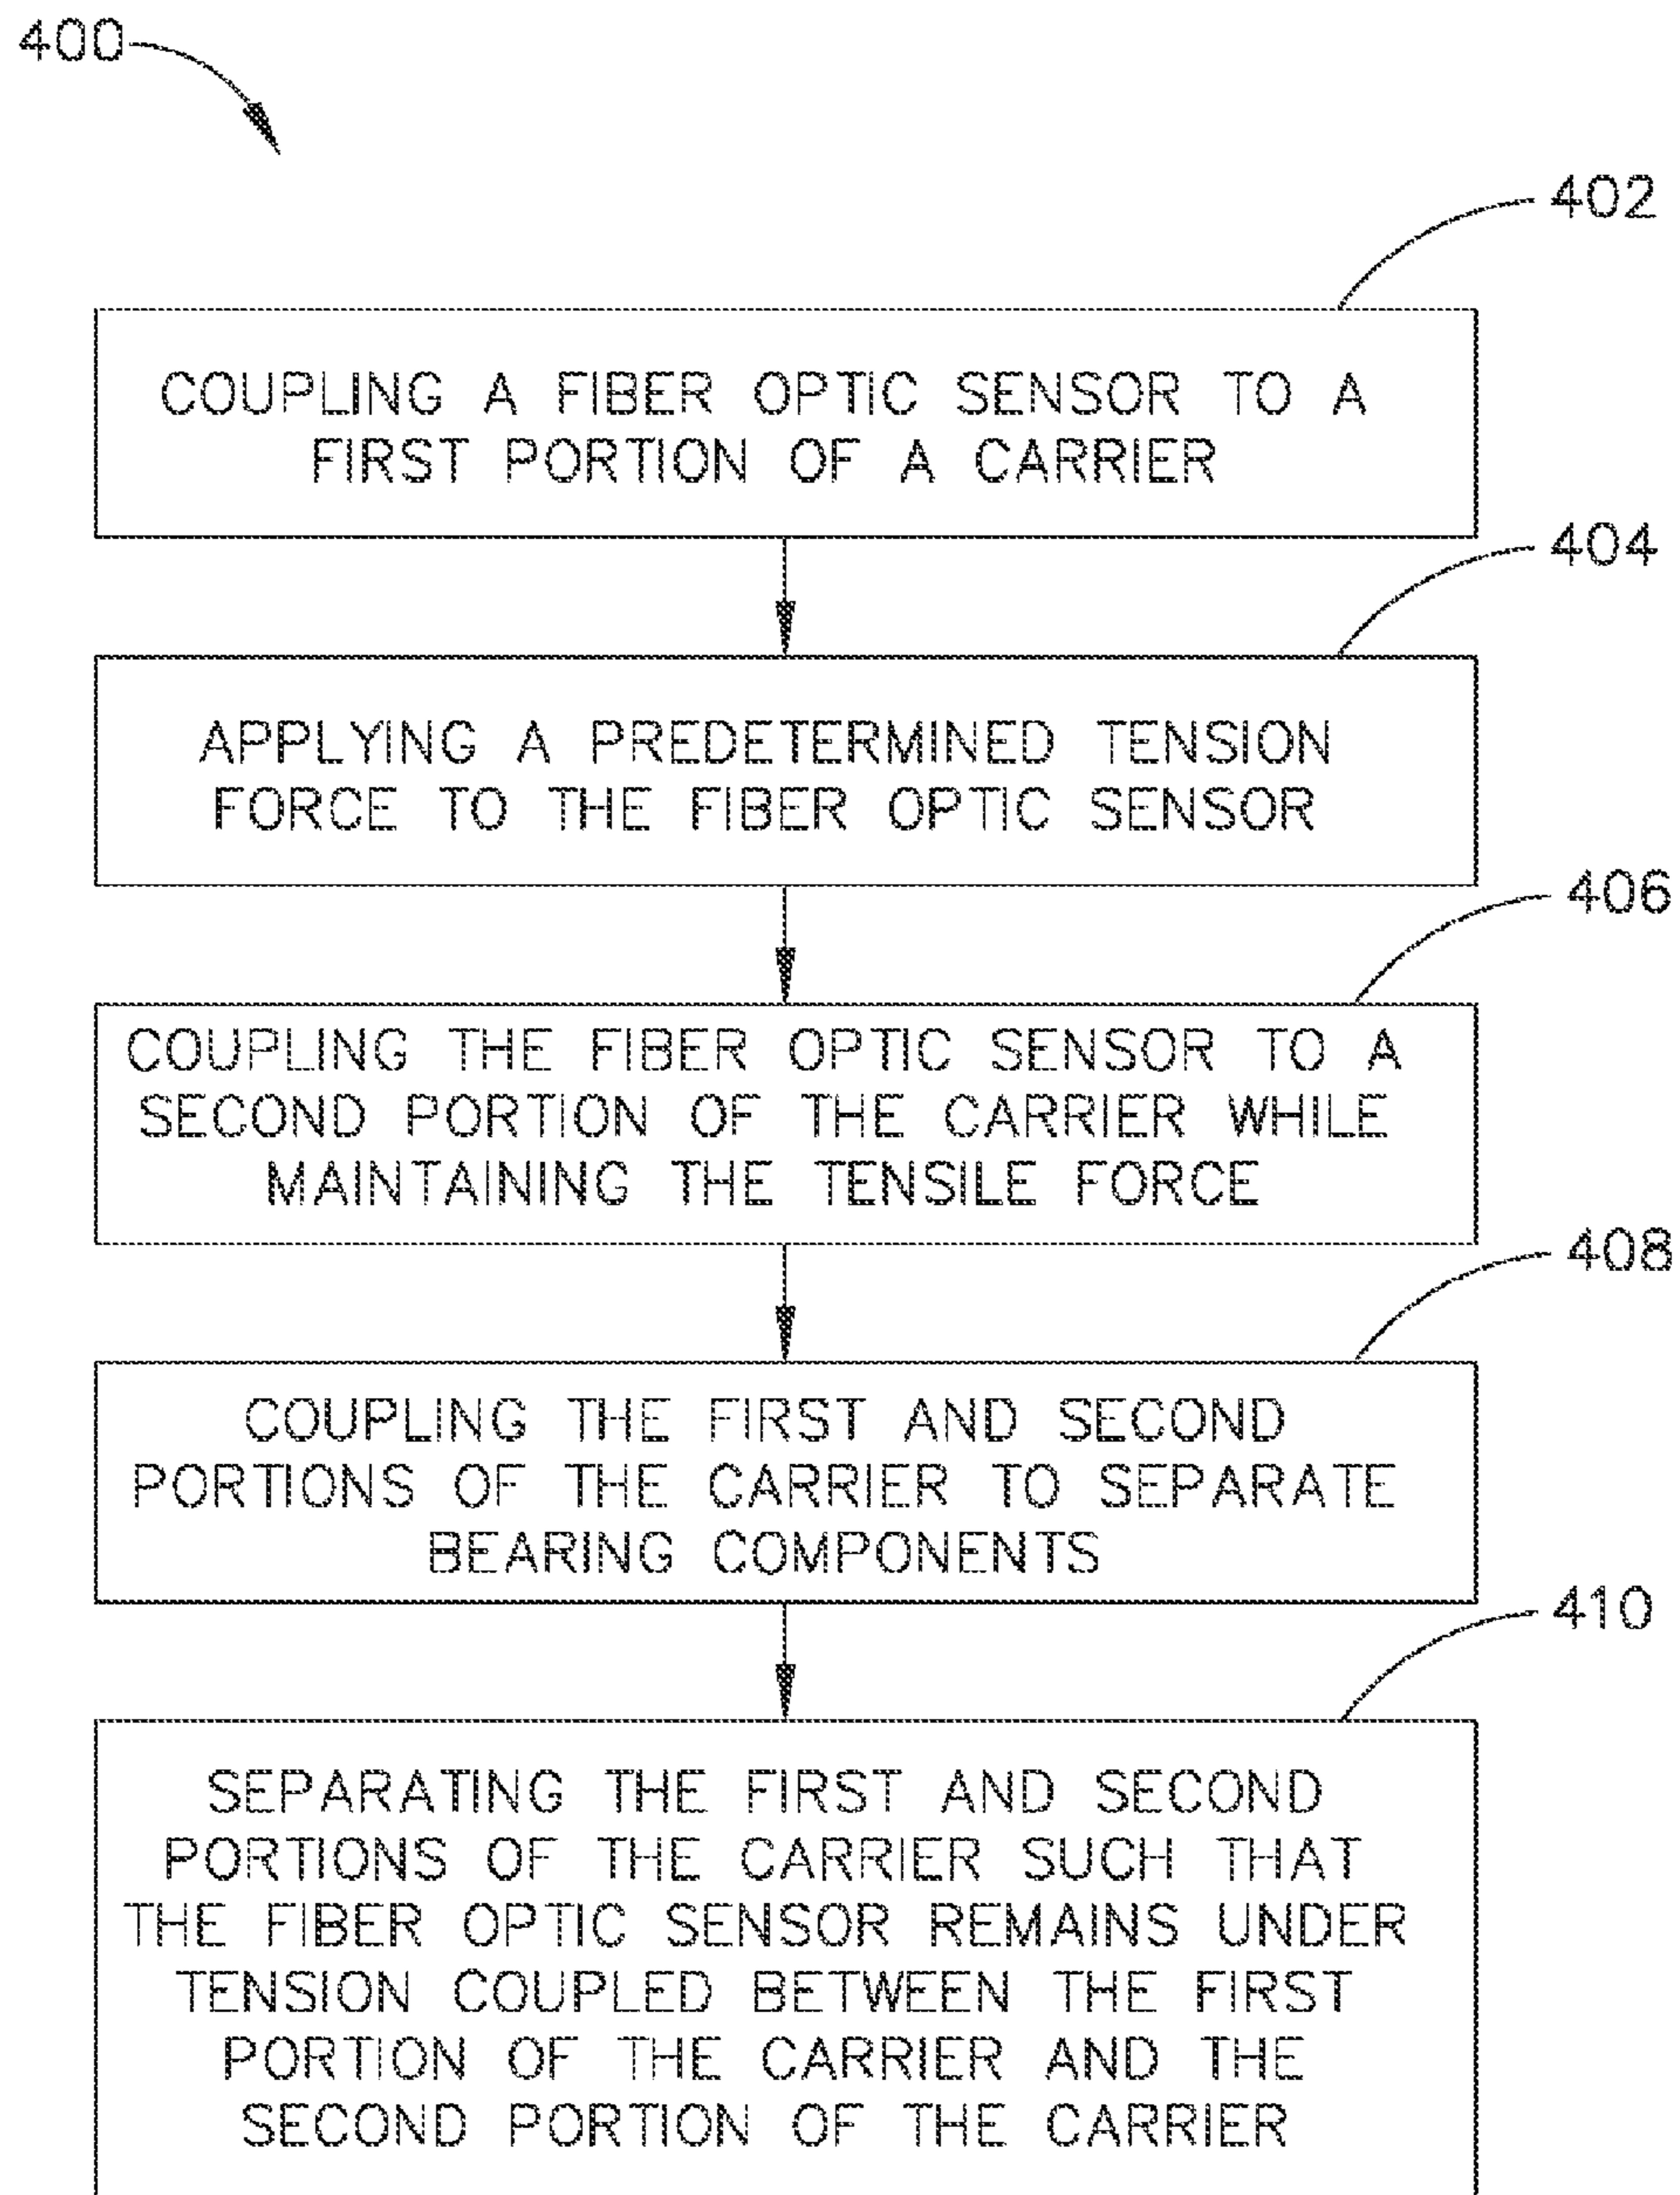 400
402
COUPLING A FIBER OPTIC SENSOR TO A
FIRST PORTION OF A CARRIER
404
APPLYING A PREDETERMINED TENSION
FORCE TO THE FIBER OPTIC SENSOR
406
COUPLING THE FIBER OPTIC SENSOR TO A
SECOND PORTION OF THE CARRIER WHILE
MAINTAINING THE TENSILE FORCE
408
COUPLING THE FIRST AND SECOND
PORTIONS OF THE CARRIER TO SEPARATE
BEARING COMPONENTS
410
SEPARATING THE FIRST AND SECOND
PORTIONS OF THE CARRIER SUCH THAT
THE FIBER OPTIC SENSOR REMAINS UNDER
TENSION COUPLED BETWEEN THE FIRST
PORTION OF THE CARRIER AND THE
SECOND PORTION OF THE CARRIER